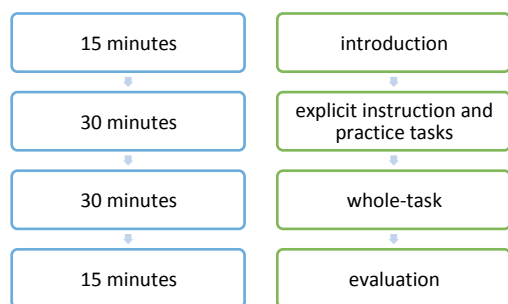 15 minutes
introduction
30 minutes
explicit instruction and
practice tasks
30 minutes
whole-task
15 minutes
evaluation